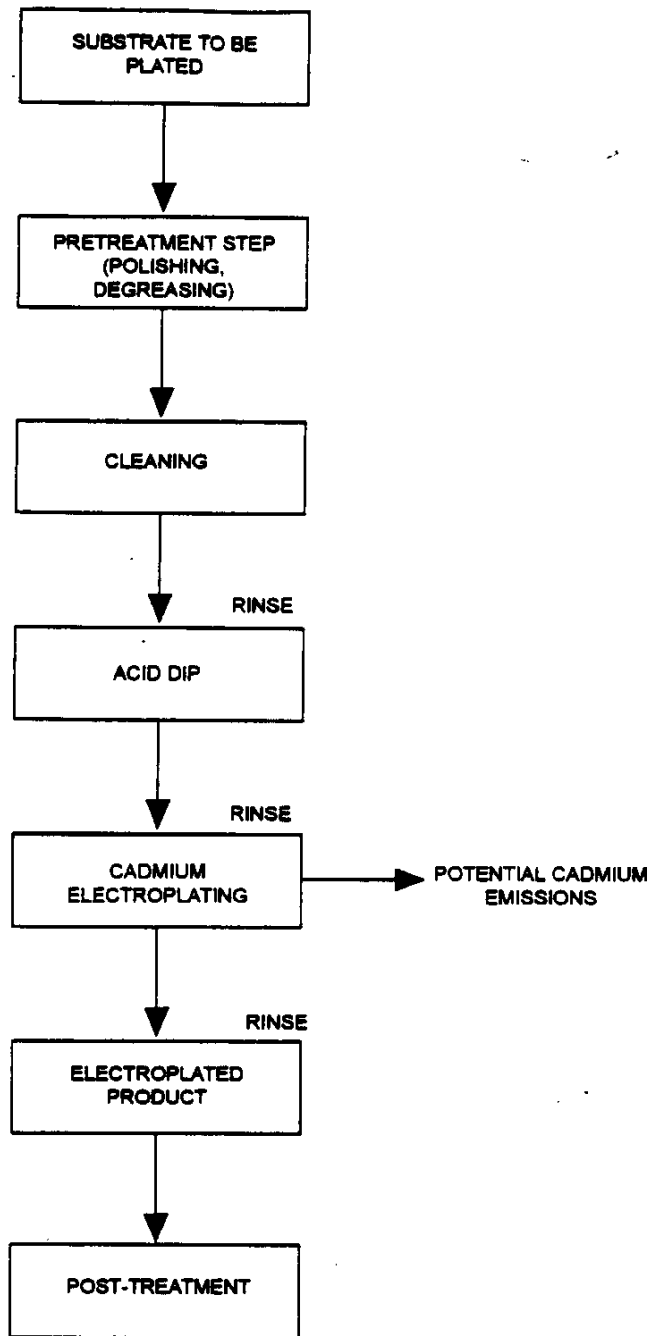 SUBSTRATE TO BE
PLATED
PRETREATMENT STEP
(POLISHING,
DEGREASING)
CLEANING
RINSE
ACID DIP
RINSE
CADMIUM
ELECTROPLATING
POTENTIAL CADMIUM
EMISSIONS
RINSE
ELECTROPLATED
PRODUCT
POST-TREATMENT